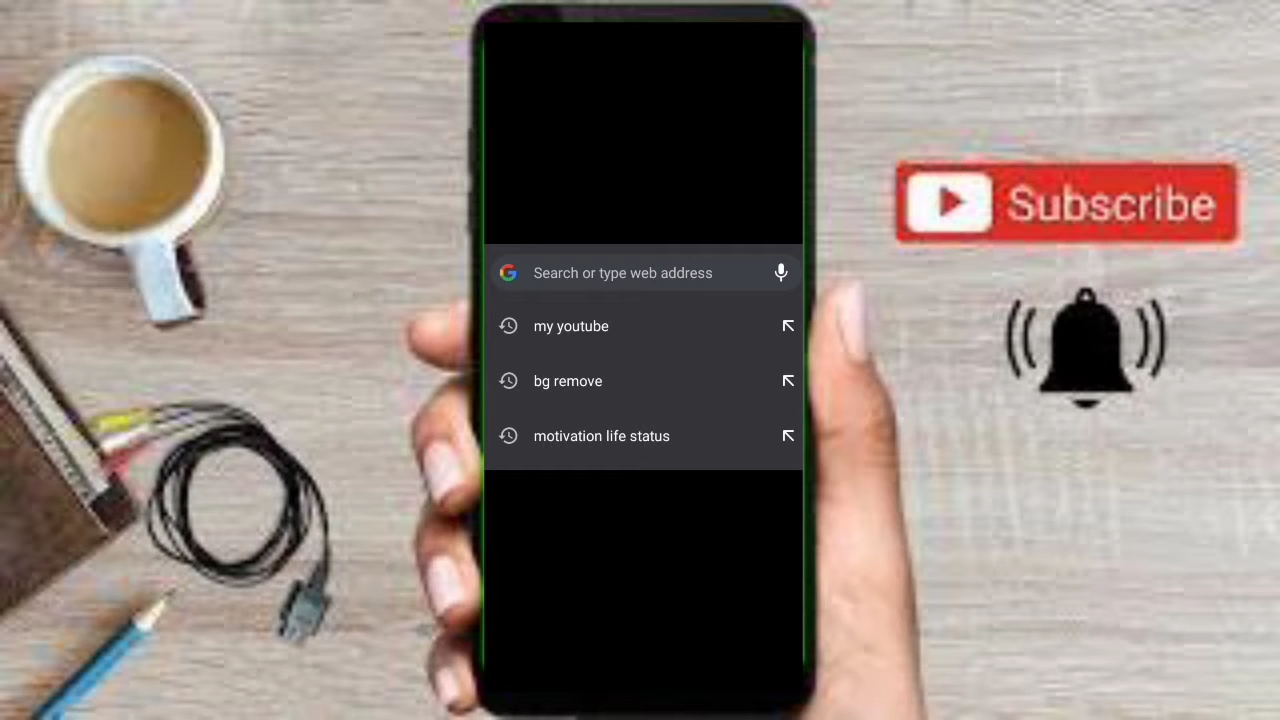 Search or type web address
my youtube
bg remove
motivation life status
Subscribe